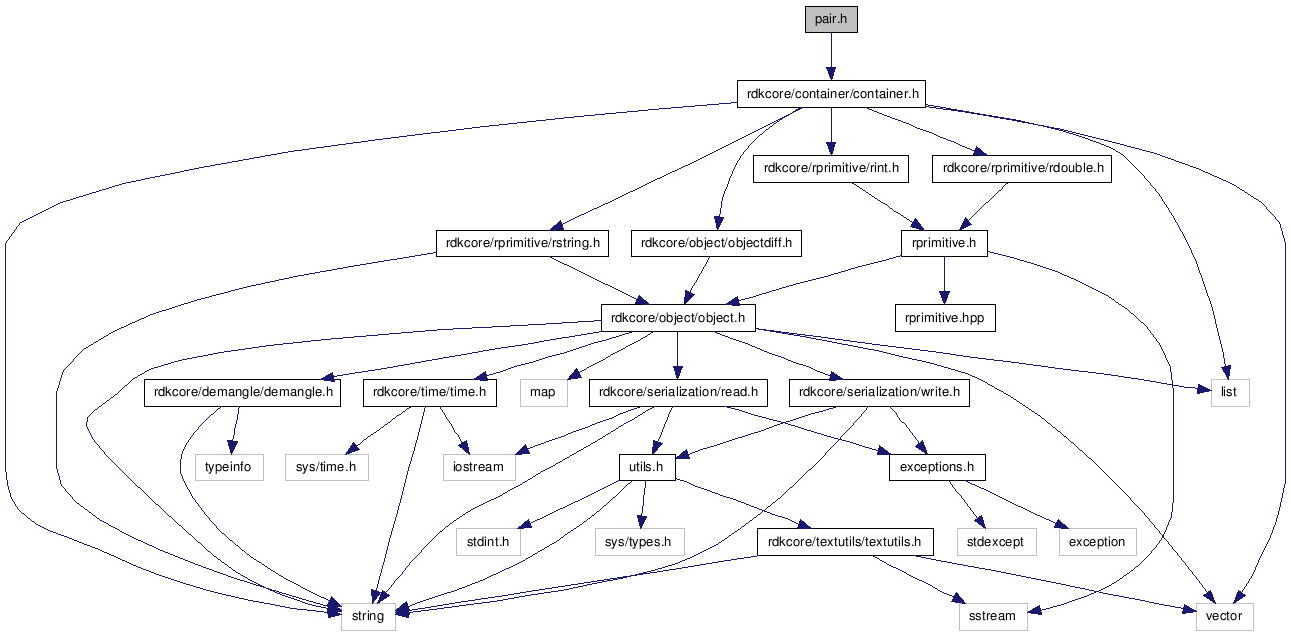 pair.h
rdkcore/container/container.h
rdkcore/rprimitive/rint.h
rdkcore/rprimitive/rdouble.h
rdkcore/rprimitive/rstring.h
rdkcore/object/objectdiff.h
rprimitive.h
rdkcore/object/object.h
rprimitive.hpp
rdkcore/demangle/demangle.h
rdkcore/time/time.h
map
rdkcore/serialization/read.h
rdkcore/serialization/write.h
list
typeinfo
sys/time.h
iostream
utils.h
exceptions.h
stdint.h
sys/types.h
rdkcore/textutils/textutils.h
stdexcept
exception
string
sstream
vector